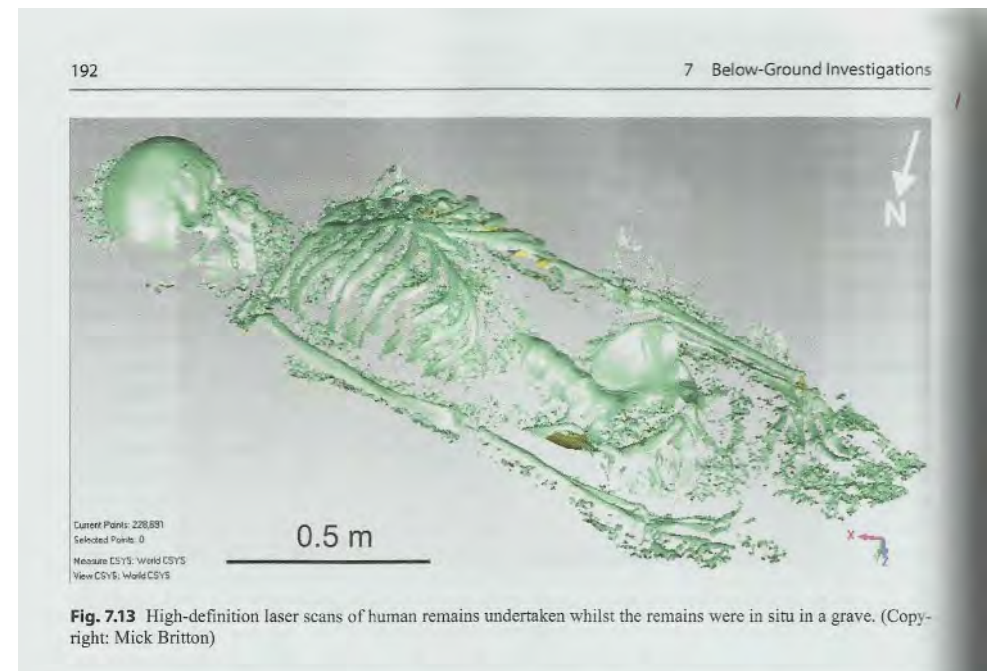 192
7 Below-Ground Investigations
N
Current Points: 228,691
Selected Points: 0
Measure CSYS: World CSYS
View CSYS: World CSYS
0.5 m
X
Z
Fig. 7.13 High-definition laser scans of human remains undertaken whilst the remains were in situ in a grave. (Copy-
right: Mick Britton)